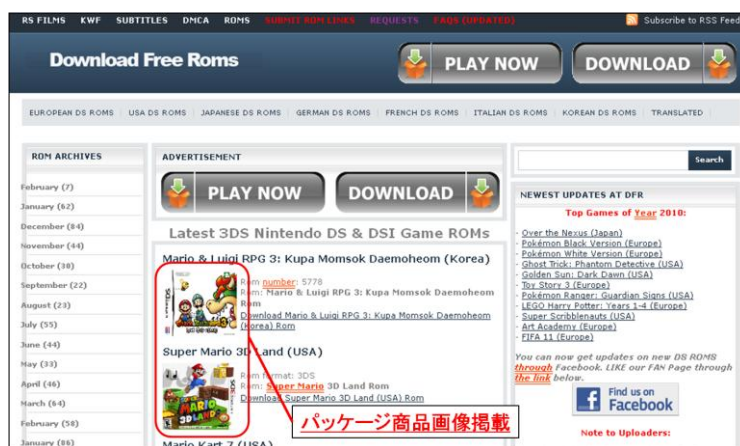 RS FILMS KWF SUBTITLES DMCA ROMS SUBMIT ROM LINKS REQUESTS FAQS (UPDATED)
Subscribe to RSS Feed
Download Free Roms
PLAY NOW
DOWNLOAD
EUROPEAN DS ROMS USA DS ROMS JAPANESE DS ROMS GERMAN DS ROMS FRENCH DS ROMS ITALIAN DS ROMS KOREAN DS ROMS TRANSLATED
ROM ARCHIVES
February (7)
January (62)
December (84)
November (44)
October (30)
September (22)
August (23)
July (55)
June (44)
May (33)
April (46)
March (64)
February (58)
January (86)
ADVERTISEMENT
PLAY NOW
DOWNLOAD
Latest 3DS Nintendo DS & DSI Game ROMs
Mario & Luigi RPG 3: Kupa Momsok Daemoheom (Korea)
Rom number: 5778
Rom: Mario & Luigi RPG 3: Kupa Momsok Daemoheom
Rom
Download Mario & Luigi RPG 3: Kupa Momsok Daemoheom
(Korea) Rom
Super Mario 3D Land (USA)
Rom format: 3DS
Rom: Super Mario 3D Land Rom
Download Super Mario 3D Land (USA) Rom
SUPER
MARIO
3D LAND
パッケージ商品画像掲載
Mario Kart 7 (USA)
Search
NEWEST UPDATES AT DFR
Top Games of Year 2010:
· Over the Nexus (Japan)
· Pokémon Black Version (Europe)
· Pokémon White Version (Europe)
· Ghost Trick: Phantom Detective (USA)
· Golden Sun: Dark Dawn (USA)
· Toy Story 3 (Europe)
· Pokémon Ranger: Guardian Signs (USA)
· LEGO Harry Potter: Years 1-4 (Europe)
· Super Scribblenauts (USA)
· Art Academy (Europe)
· FIFA 11 (Europe)
You can now get updates on new DS ROMS
through Facebook. LIKE our FAN Page through
the link below.
f Find us on
Facebook
Note to Uploaders: